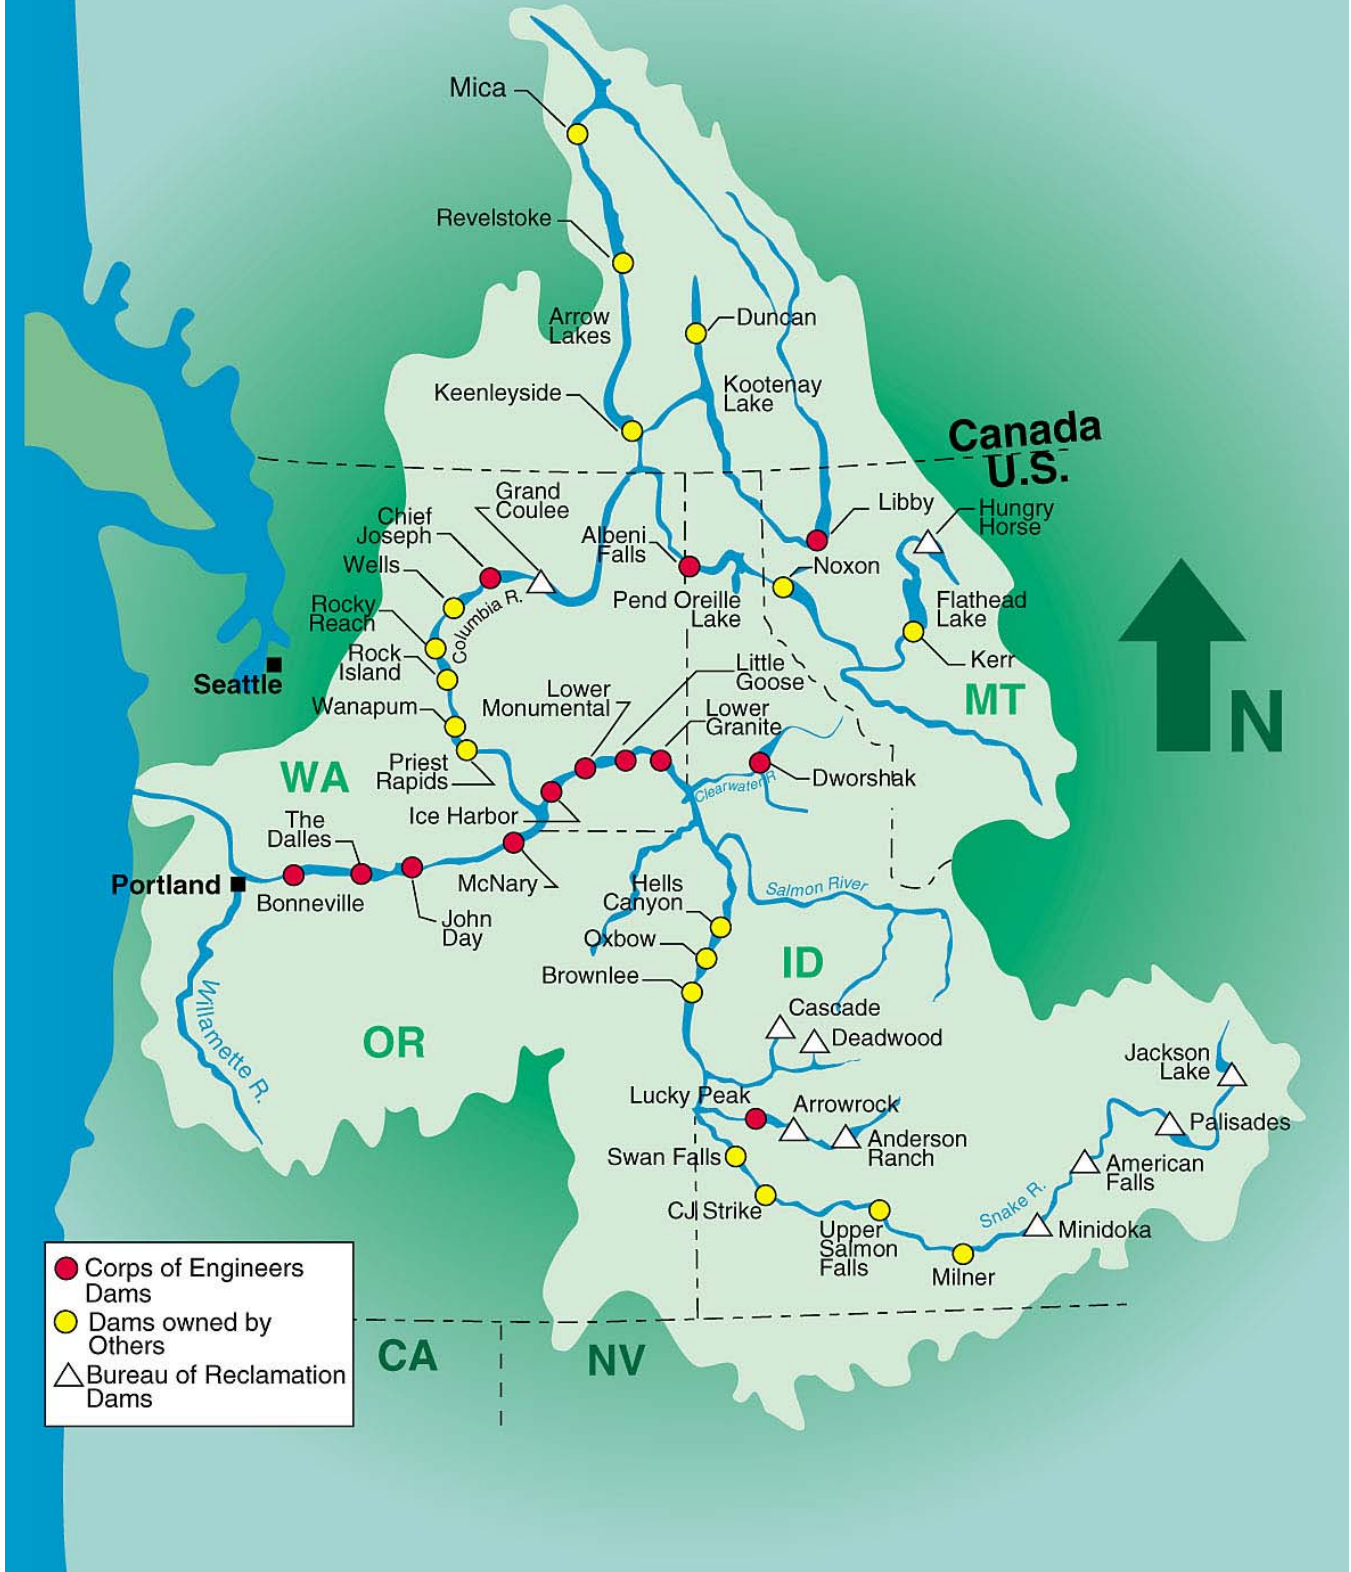 Mica
Revelstoke
Arrow
Lakes
Duncan
Keenleyside
Kootenay
Lake
Canada
U.S.
Grand
Coulee
Chief
Joseph
Libby
Hungry
Horse
Albeni
Falls
Wells
Noxon
Rocky
Reach
Columbia R.
Pend Oreille
Lake
Flathead
Lake
Rock
Island
Kerr
Seattle
Little
Goose
Lower
Monumental
Wanapum
Lower
Granite
MT
N
WA
Priest
Rapids
Clearwater R.
Dworshak
Ice Harbor
The
Dalles
Portland
Bonneville
McNary
John
Day
Hells
Canyon
Salmon River
Oxbow
Brownlee
ID
Willamette R.
OR
Cascade
Deadwood
Jackson
Lake
Lucky Peak
Arrowrock
Palisades
Anderson
Ranch
American
Falls
Swan Falls
CJ Strike
Snake R.
Upper
Salmon
Falls
Minidoka
Milner
Corps of Engineers
Dams
Dams owned by
Others
Bureau of Reclamation
Dams
CA
NV